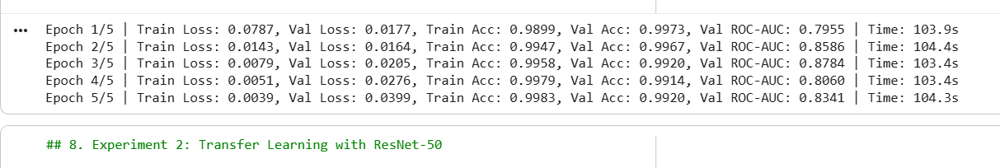 Epoch 1/5 | Train Loss: 0.0787, Val Loss: 0.0177, Train Acc: 0.9899, Val Acc: 0.9973, Val ROC-AUC: 0.7955 | Time: 103.9s
Epoch 2/5 | Train Loss: 0.0143, Val Loss: 0.0164, Train Acc: 0.9947, Val Acc: 0.9967, Val ROC-AUC: 0.8586 | Time: 104.4s
Epoch 3/5 | Train Loss: 0.0079, Val Loss: 0.0205, Train Acc: 0.9958, Val Acc: 0.9920, Val ROC-AUC: 0.8784 | Time: 103.4s
Epoch 4/5 | Train Loss: 0.0051, Val Loss: 0.0276, Train Acc: 0.9979, Val Acc: 0.9914, Val ROC-AUC: 0.8060 | Time: 103.4s
Epoch 5/5 | Train Loss: 0.0039, Val Loss: 0.0399, Train Acc: 0.9983, Val Acc: 0.9920, Val ROC-AUC: 0.8341 | Time: 104.3s
## 8. Experiment 2: Transfer Learning with ResNet-50